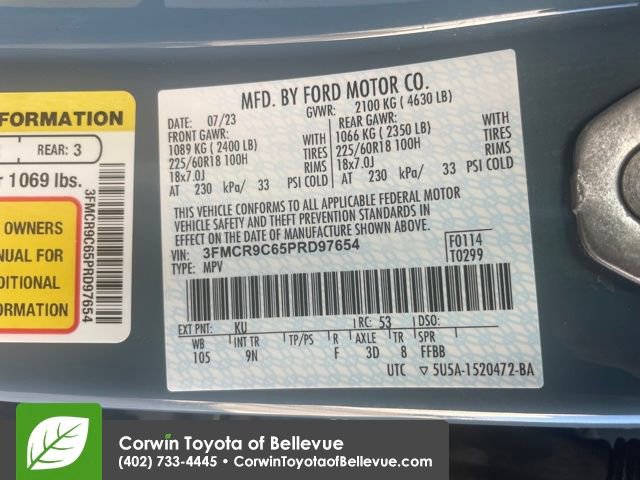 FORMATION
REAR: 3
r 1069 lbs.
OWNERS
NUAL FOR
DITIONAL
RMATION
3FMCR9C65PRD97654
MFD. BY FORD MOTOR CO.
DATE: 07/23 GVWR: 2100 KG ( 4630 LB)
FRONT GAWR: REAR GAWR:
1089 KG ( 2400 LB) WITH 1066 KG ( 2350 LB) WITH
225/60R18 100H TIRES 225/60R18 100H TIRES
18x7.0J RIMS 18x7.0J RIMS
AT 230 kPa/ 33 PSI COLD AT 230 kPa/ 33 PSI COLD
THIS VEHICLE CONFORMS TO ALL APPLICABLE FEDERAL MOTOR
VEHICLE SAFETY AND THEFT PREVENTION STANDARDS IN
EFFECT ON THE DATE OF MANUFACTURE SHOWN ABOVE.
VIN: 3FMCR9C65PRD97654 F0114
TYPE: MPV T0299
EXT PNT: KU RC: 53 DSO:
WB INT TR TP/PS R AXLE TR SPR
105 9N F 3D 8 FFBB
UTC ▽ 5U5A-1520472-BA
Corwin Toyota of Bellevue
(402) 733-4445 • CorwinToyotaofBellevue.com